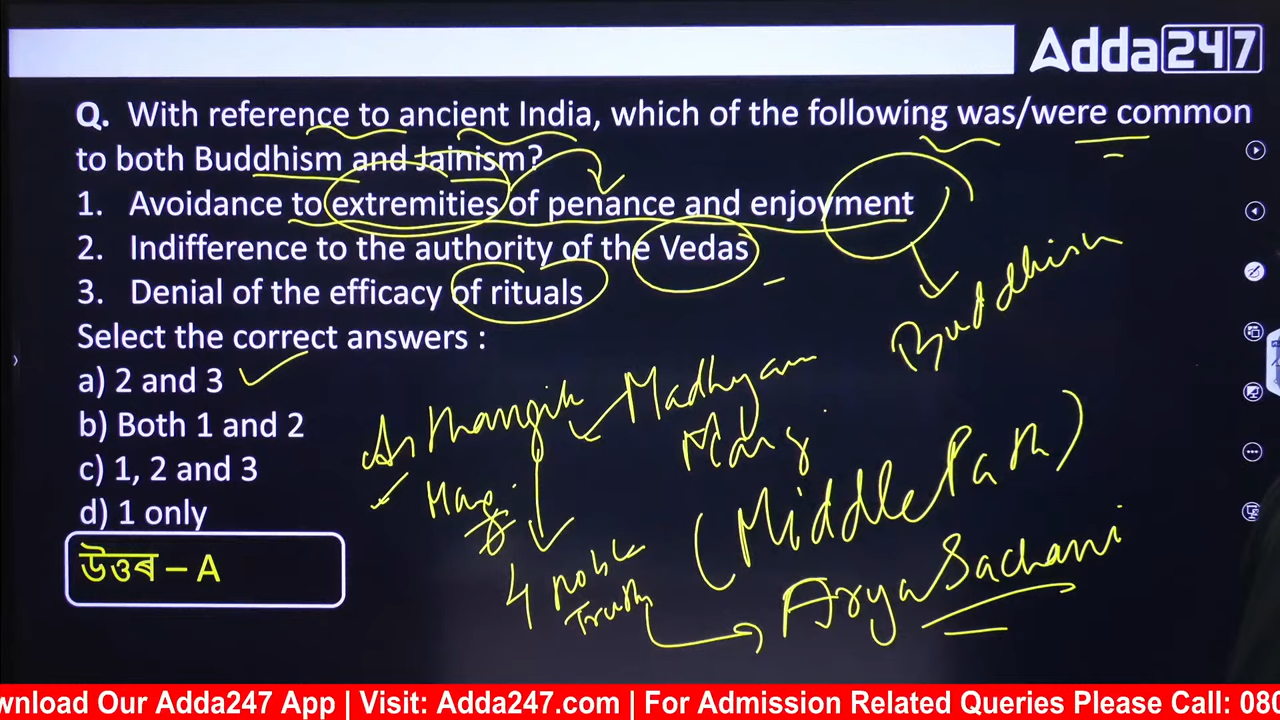 Adda247
Q. With reference to ancient India, which of the following was/were common
to both Buddhism and Jainism?
1. Avoidance to extremities of penance and enjoyment
2. Indifference to the authority of the Vedas
3. Denial of the efficacy of rituals
Select the correct answers :
a) 2 and 3
b) Both 1 and 2
c) 1, 2 and 3
d) 1 only
উত্তৰ – A
Buddhism
Madhyam
Marg
(Middle Path)
Asthangik
Marg
4 noble
Truth
Arya Sachani
wnload Our Adda247 App | Visit: Adda247.com | For Admission Related Queries Please Call: 080